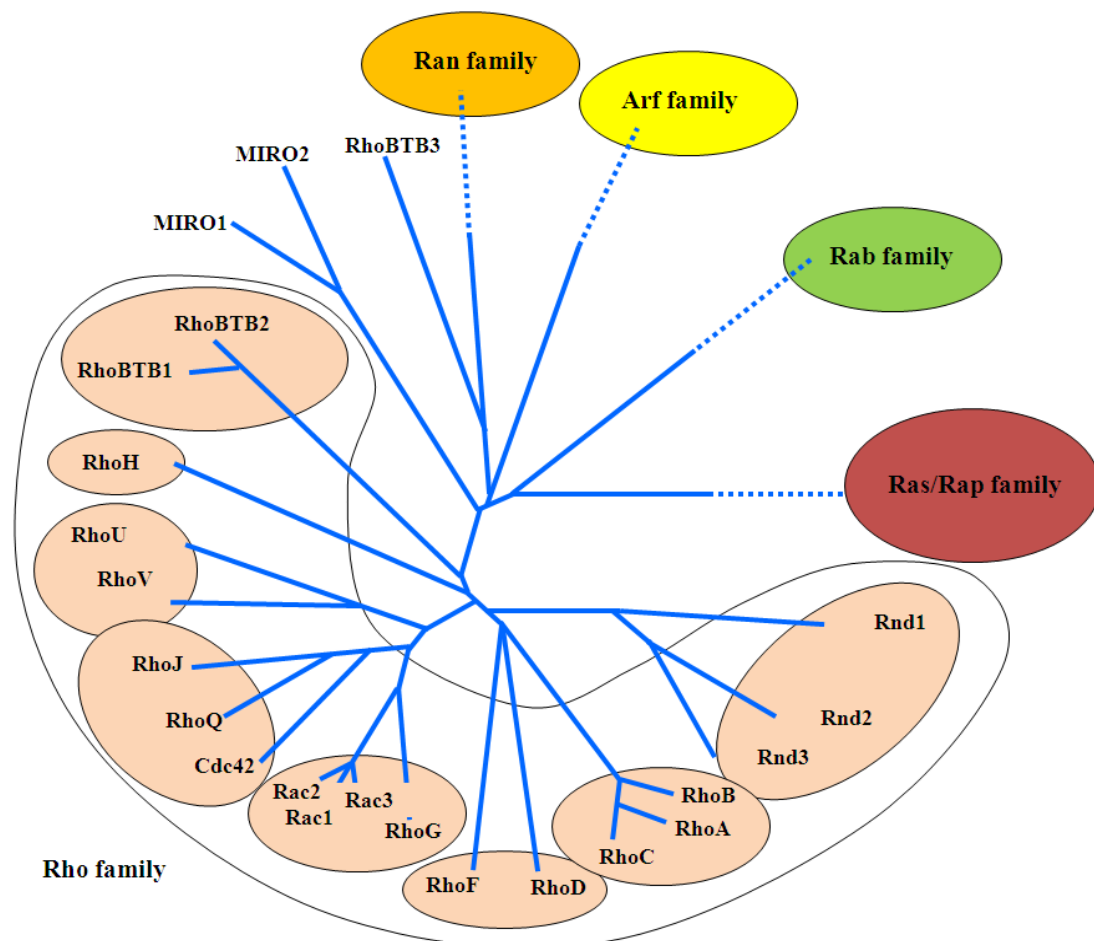 Ran family
Arf family
RhoBTB3
MIRO2
MIRO1
Rab family
RhoBTB2
RhoBTB1
RhoH
Ras/Rap family
RhoU
RhoV
Rnd1
RhoJ
RhoQ
Rnd2
Cdc42
Rnd3
Rac2
Rac3
RhoB
Rac1
RhoG
RhoA
RhoC
Rho family
RhoF
RhoD